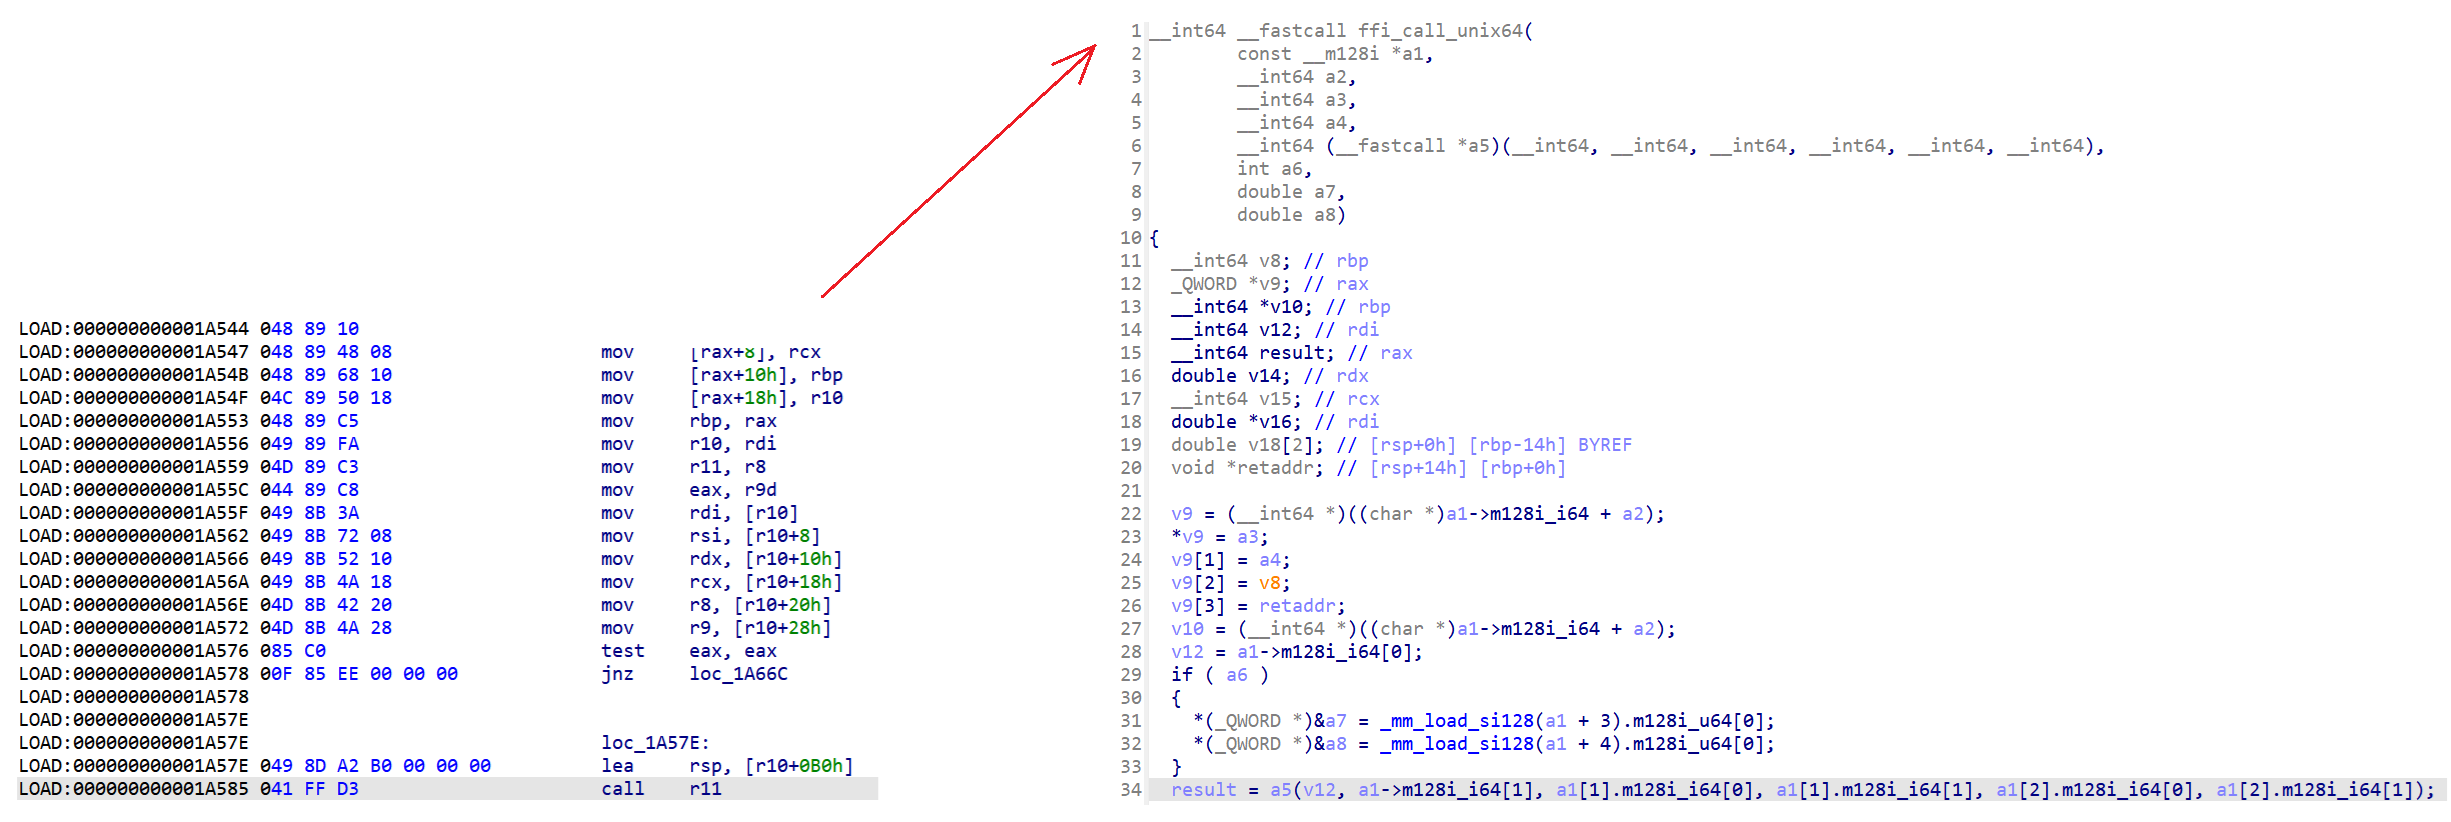 LOAD:000000000001A544 048 89 10
LOAD:000000000001A547 048 89 48 08 mov [rax+8], rcx
LOAD:000000000001A54B 048 89 68 10 mov [rax+10h], rbp
LOAD:000000000001A54F 04C 89 50 18 mov [rax+18h], r10
LOAD:000000000001A553 048 89 C5 mov rbp, rax
LOAD:000000000001A556 049 89 FA mov r10, rdi
LOAD:000000000001A559 04D 89 C3 mov r11, r8
LOAD:000000000001A55C 044 89 C8 mov eax, r9d
LOAD:000000000001A55F 049 8B 3A mov rdi, [r10]
LOAD:000000000001A562 049 8B 72 08 mov rsi, [r10+8]
LOAD:000000000001A566 049 8B 52 10 mov rdx, [r10+10h]
LOAD:000000000001A56A 049 8B 4A 18 mov rcx, [r10+18h]
LOAD:000000000001A56E 04D 8B 42 20 mov r8, [r10+20h]
LOAD:000000000001A572 04D 8B 4A 28 mov r9, [r10+28h]
LOAD:000000000001A576 085 C0 test eax, eax
LOAD:000000000001A578 00F 85 EE 00 00 00 jnz loc_1A66C
LOAD:000000000001A578
LOAD:000000000001A57E
LOAD:000000000001A57E loc_1A57E:
LOAD:000000000001A57E 049 8D A2 B0 00 00 00 lea rsp, [r10+0B0h]
LOAD:000000000001A585 041 FF D3 call r11
1 __int64 __fastcall ffi_call_unix64(
2 const __m128i *a1,
3 __int64 a2,
4 __int64 a3,
5 __int64 a4,
6 __int64 (__fastcall *a5)(__int64, __int64, __int64, __int64, __int64, __int64),
7 int a6,
8 double a7,
9 double a8)
10 {
11 __int64 v8; // rbp
12 _QWORD *v9; // rax
13 __int64 *v10; // rbp
14 __int64 v12; // rdi
15 __int64 result; // rax
16 double v14; // rdx
17 __int64 v15; // rcx
18 double *v16; // rdi
19 double v18[2]; // [rsp+0h] [rbp-14h] BYREF
20 void *retaddr; // [rsp+14h] [rbp+0h]
21
22 v9 = (__int64 *)((char *)a1->m128i_i64 + a2);
23 *v9 = a3;
24 v9[1] = a4;
25 v9[2] = v8;
26 v9[3] = retaddr;
27 v10 = (__int64 *)((char *)a1->m128i_i64 + a2);
28 v12 = a1->m128i_i64[0];
29 if ( a6 )
30 {
31 *(_QWORD *)&a7 = _mm_load_si128(a1 + 3).m128i_u64[0];
32 *(_QWORD *)&a8 = _mm_load_si128(a1 + 4).m128i_u64[0];
33 }
34 result = a5(v12, a1->m128i_i64[1], a1[1].m128i_i64[0], a1[1].m128i_i64[1], a1[2].m128i_i64[0], a1[2].m128i_i64[1]);